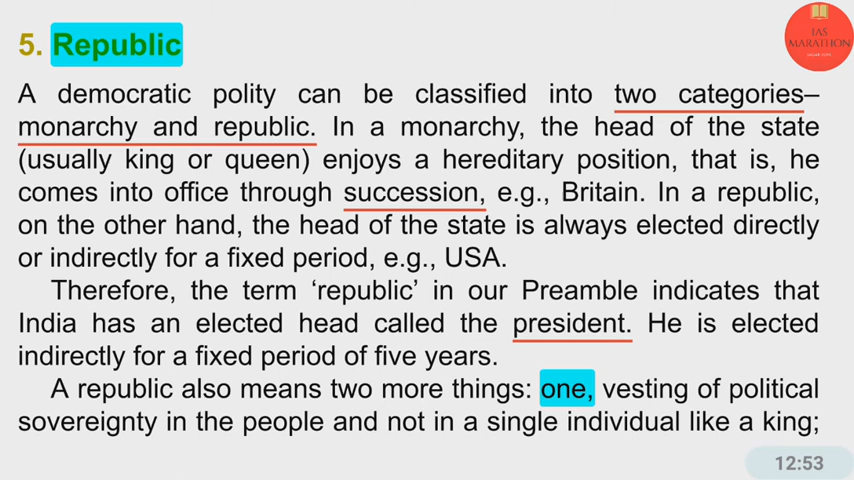 5. Republic
IAS
MARATHON
A democratic polity can be classified into two categories–
monarchy and republic. In a monarchy, the head of the state
(usually king or queen) enjoys a hereditary position, that is, he
comes into office through succession, e.g., Britain. In a republic,
on the other hand, the head of the state is always elected directly
or indirectly for a fixed period, e.g., USA.
Therefore, the term ‘republic’ in our Preamble indicates that
India has an elected head called the president. He is elected
indirectly for a fixed period of five years.
A republic also means two more things: one, vesting of political
sovereignty in the people and not in a single individual like a king;
12:53